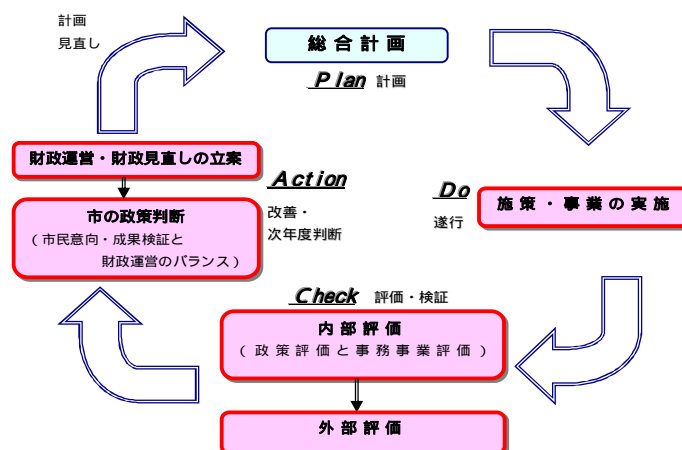 計画
見直し
総合計画
Plan 計画
財政運営・財政見直しの立案
Action
改善・
次年度判断
市の政策判断
（市民意向・成果検証と
財政運営のバランス）
Do
遂行
施策・事業の実施
Check 評価・検証
内部評価
（政策評価と事務事業評価）
外部評価